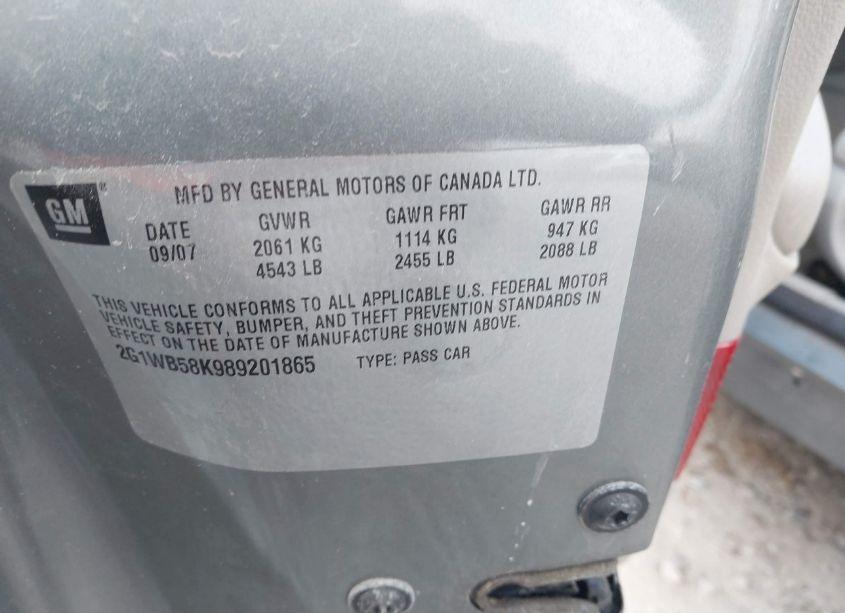 GM ®
MFD BY GENERAL MOTORS OF CANADA LTD.
DATE GVWR GAWR FRT GAWR RR
09/07 2061 KG 1114 KG 947 KG
4543 LB 2455 LB 2088 LB
THIS VEHICLE CONFORMS TO ALL APPLICABLE U.S. FEDERAL MOTOR
VEHICLE SAFETY, BUMPER, AND THEFT PREVENTION STANDARDS IN
EFFECT ON THE DATE OF MANUFACTURE SHOWN ABOVE.
2G1WB58K989201865 TYPE: PASS CAR